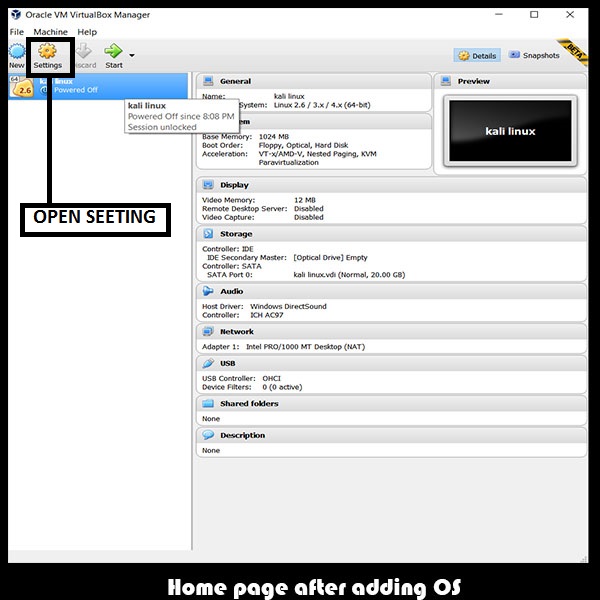 Oracle VM VirtualBox Manager
File Machine Help
New Settings Discard Start
Details Snapshots
BETA
64
2.6
kali linux
Powered Off
kali linux
Powered Off since 8:08 PM
Session unlocked
OPEN SEETING
General
Name: kali linux
System: Linux 2.6 / 3.x / 4.x (64-bit)
Preview
kali linux
Base Memory: 1024 MB
Boot Order: Floppy, Optical, Hard Disk
Acceleration: VT-x/AMD-V, Nested Paging, KVM
Paravirtualization
Display
Video Memory: 12 MB
Remote Desktop Server: Disabled
Video Capture: Disabled
Storage
Controller: IDE
IDE Secondary Master: [Optical Drive] Empty
Controller: SATA
SATA Port 0: kali linux.vdi (Normal, 20.00 GB)
Audio
Host Driver: Windows DirectSound
Controller: ICH AC97
Network
Adapter 1: Intel PRO/1000 MT Desktop (NAT)
USB
USB Controller: OHCI
Device Filters: 0 (0 active)
Shared folders
None
Description
None
Home page after adding OS